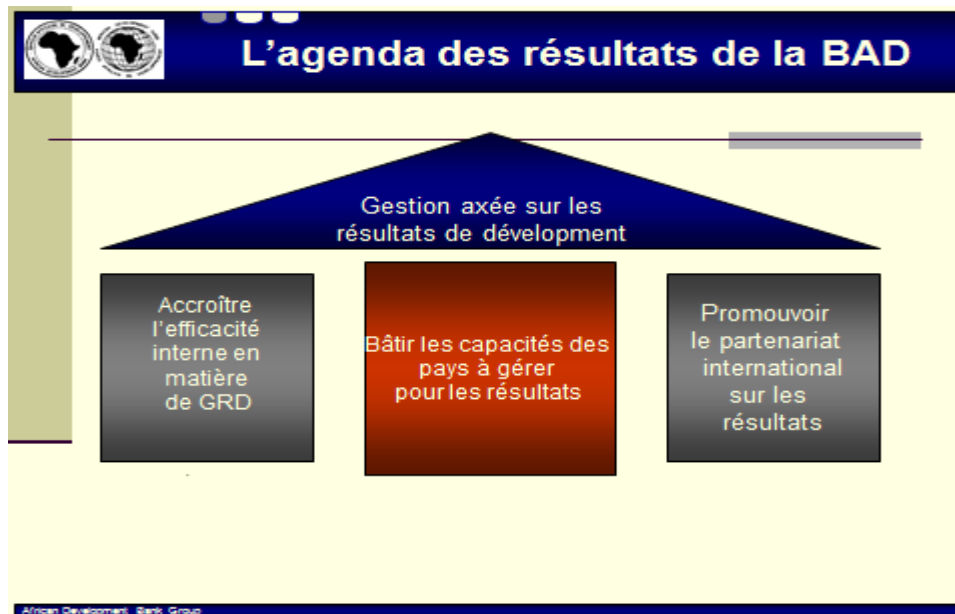 L'agenda des résultats de la BAD
Gestion axée sur les
résultats de dévelopment
Accroître
l'efficacité
interne en
matière
de GRD
Bâtir les capacités des
pays à gérer
pour les résultats
Promouvoir
le partenariat
international
sur les
résultats
African Development Bank Group